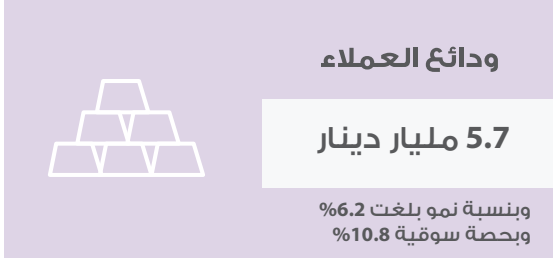 ودائع العملاء
5.7 مليار دينار
وبنسبة نمو بلغت 6.2%
وبحصة سوقية 10.8%